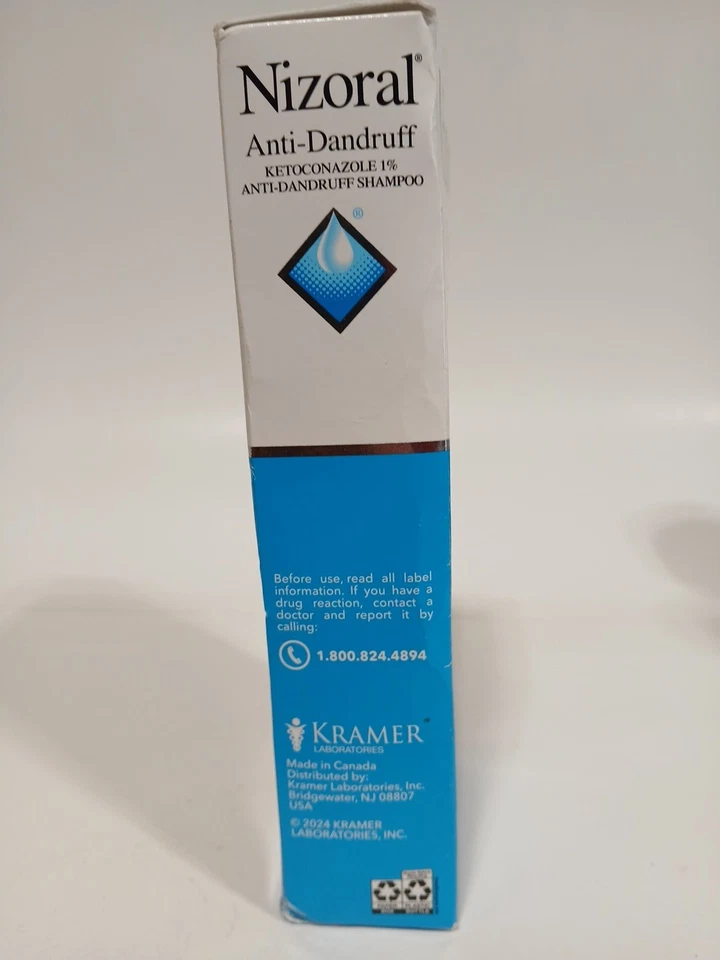 Nizoral®
Anti-Dandruff
KETOCONAZOLE 1%
ANTI-DANDRUFF SHAMPOO
®
Before use, read all label
information. If you have a
drug reaction, contact a
doctor and report it by
calling:
1.800.824.4894
KRAMER
LABORATORIES
Made in Canada
Distributed by:
Kramer Laboratories, Inc.
Bridgewater, NJ 08807
USA
© 2024 KRAMER
LABORATORIES, INC.